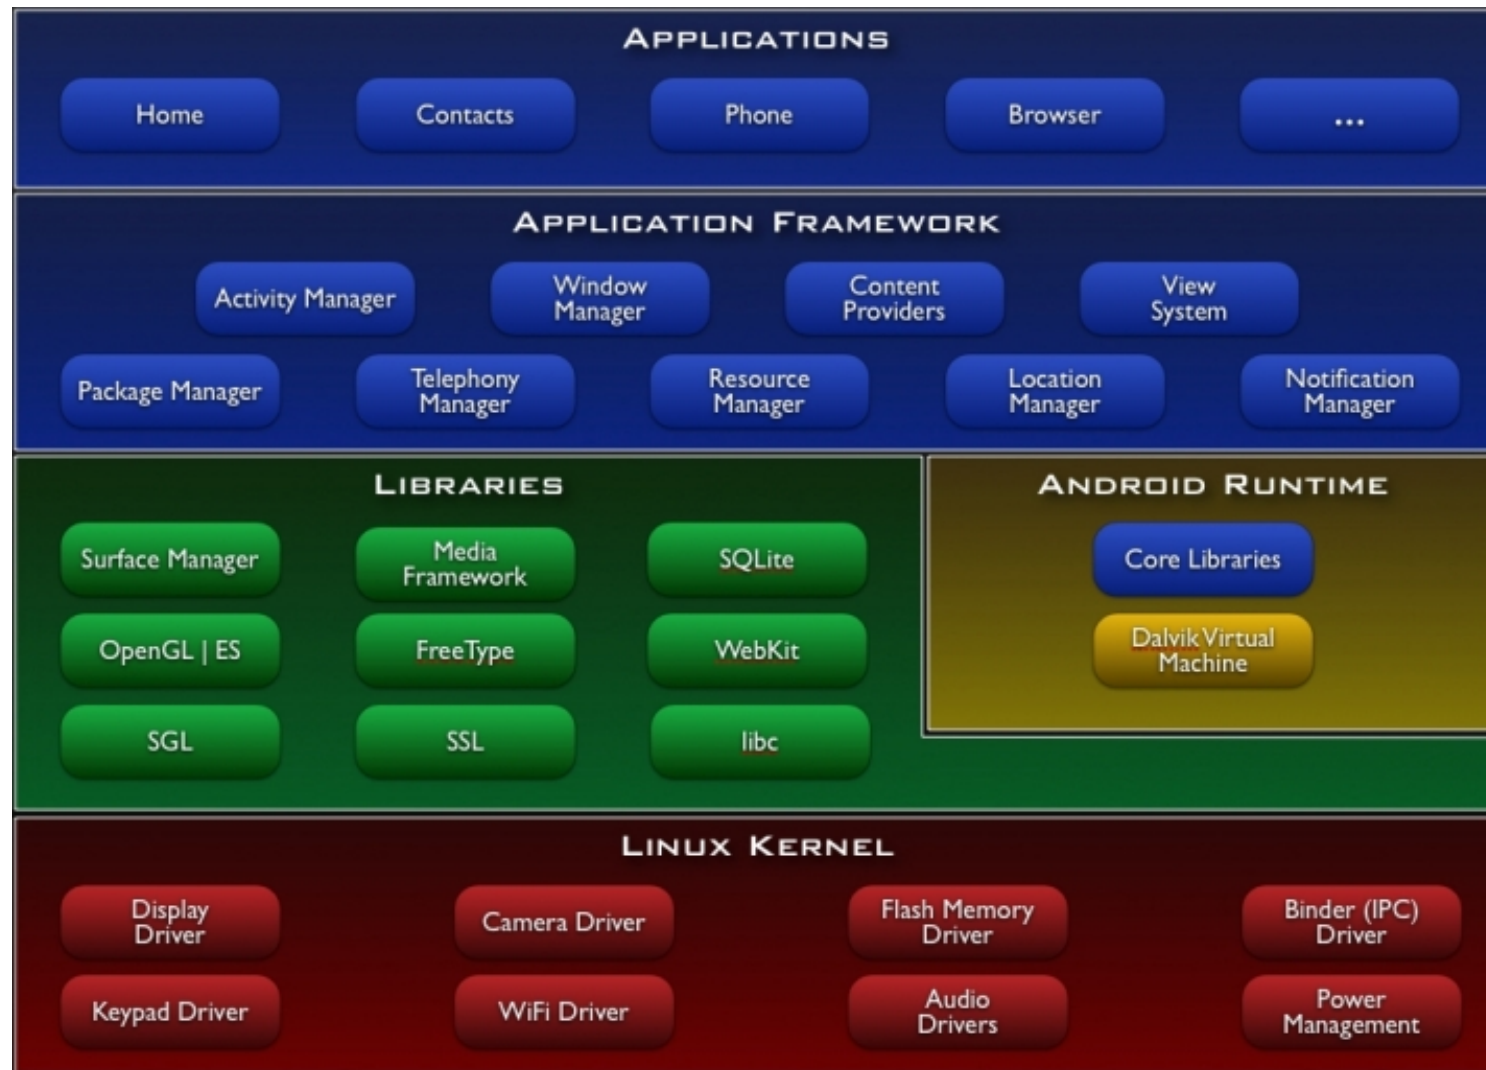 APPLICATIONS
Home
Contacts
Phone
Browser
...
APPLICATION FRAMEWORK
Activity Manager
Window
Manager
Content
Providers
View
System
Package Manager
Telephony
Manager
Resource
Manager
Location
Manager
Notification
Manager
LIBRARIES
Surface Manager
Media
Framework
SQLite
OpenGL | ES
FreeType
WebKit
SGL
SSL
libc
ANDROID RUNTIME
Core Libraries
Dalvik Virtual
Machine
LINUX KERNEL
Display
Driver
Camera Driver
Flash Memory
Driver
Binder (IPC)
Driver
Keypad Driver
WiFi Driver
Audio
Drivers
Power
Management